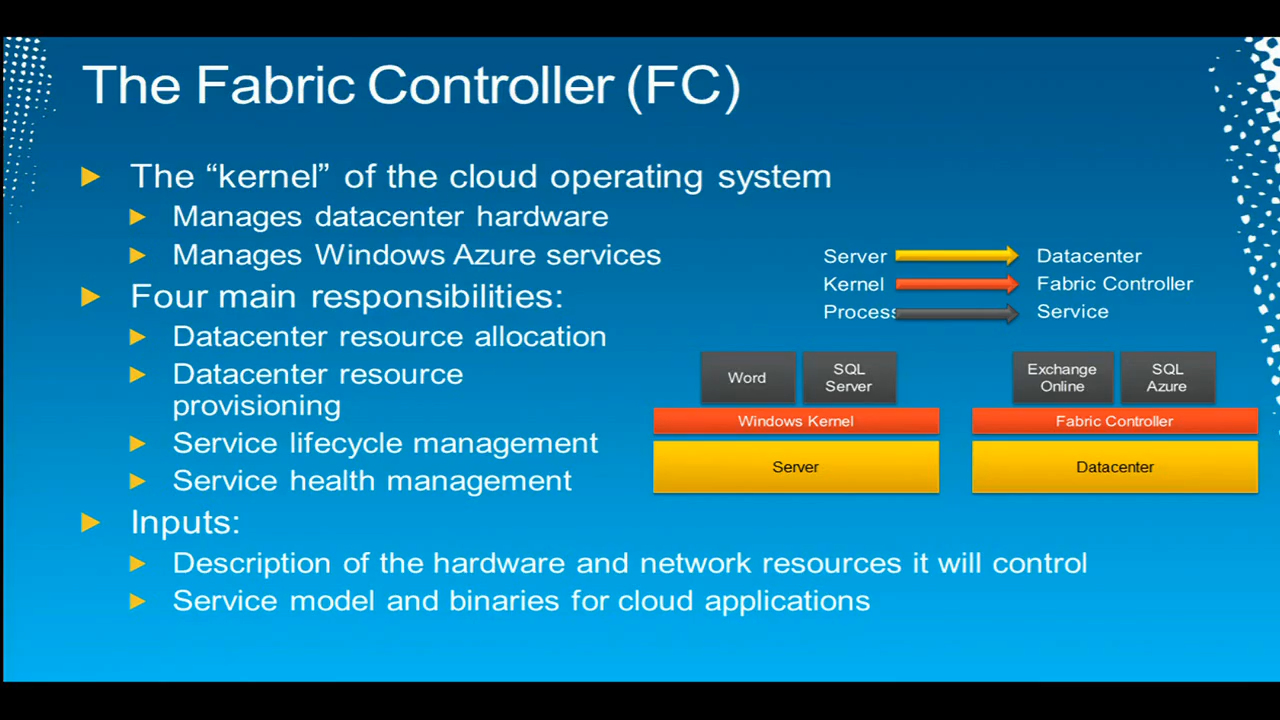 The Fabric Controller (FC)
The “kernel” of the cloud operating system
Manages datacenter hardware
Manages Windows Azure services
Four main responsibilities:
Datacenter resource allocation
Datacenter resource
provisioning
Service lifecycle management
Service health management
Inputs:
Description of the hardware and network resources it will control
Service model and binaries for cloud applications
Server Datacenter
Kernel Fabric Controller
Process Service
Word
SQL
Server
Windows Kernel
Server
Exchange
Online
SQL
Azure
Fabric Controller
Datacenter